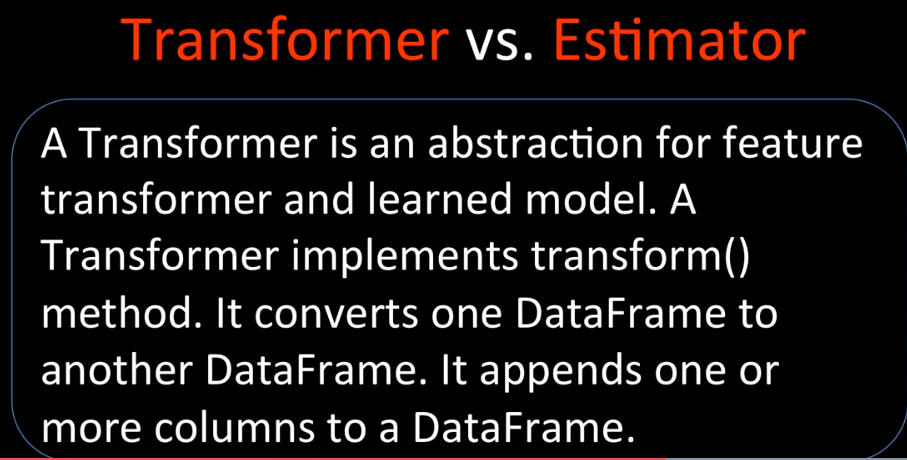 Transformer vs. Estimator
A Transformer is an abstraction for feature
transformer and learned model. A
Transformer implements transform()
method. It converts one DataFrame to
another DataFrame. It appends one or
more columns to a DataFrame.